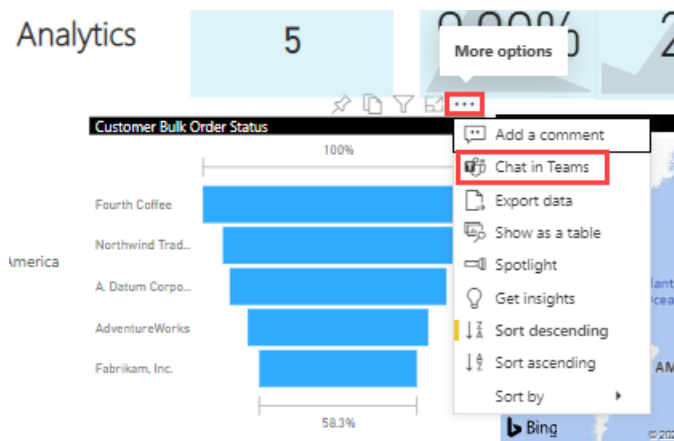 Analytics
5
More options
Customer Bulk Order Status
100%
Fourth Coffee
Northwind Trad...
America
A. Datum Corpo...
AdventureWorks
Fabrikam, Inc.
58.3%
Add a comment
Chat in Teams
Export data
Show as a table
Spotlight
Get insights
Sort descending
Sort ascending
Sort by
Bing